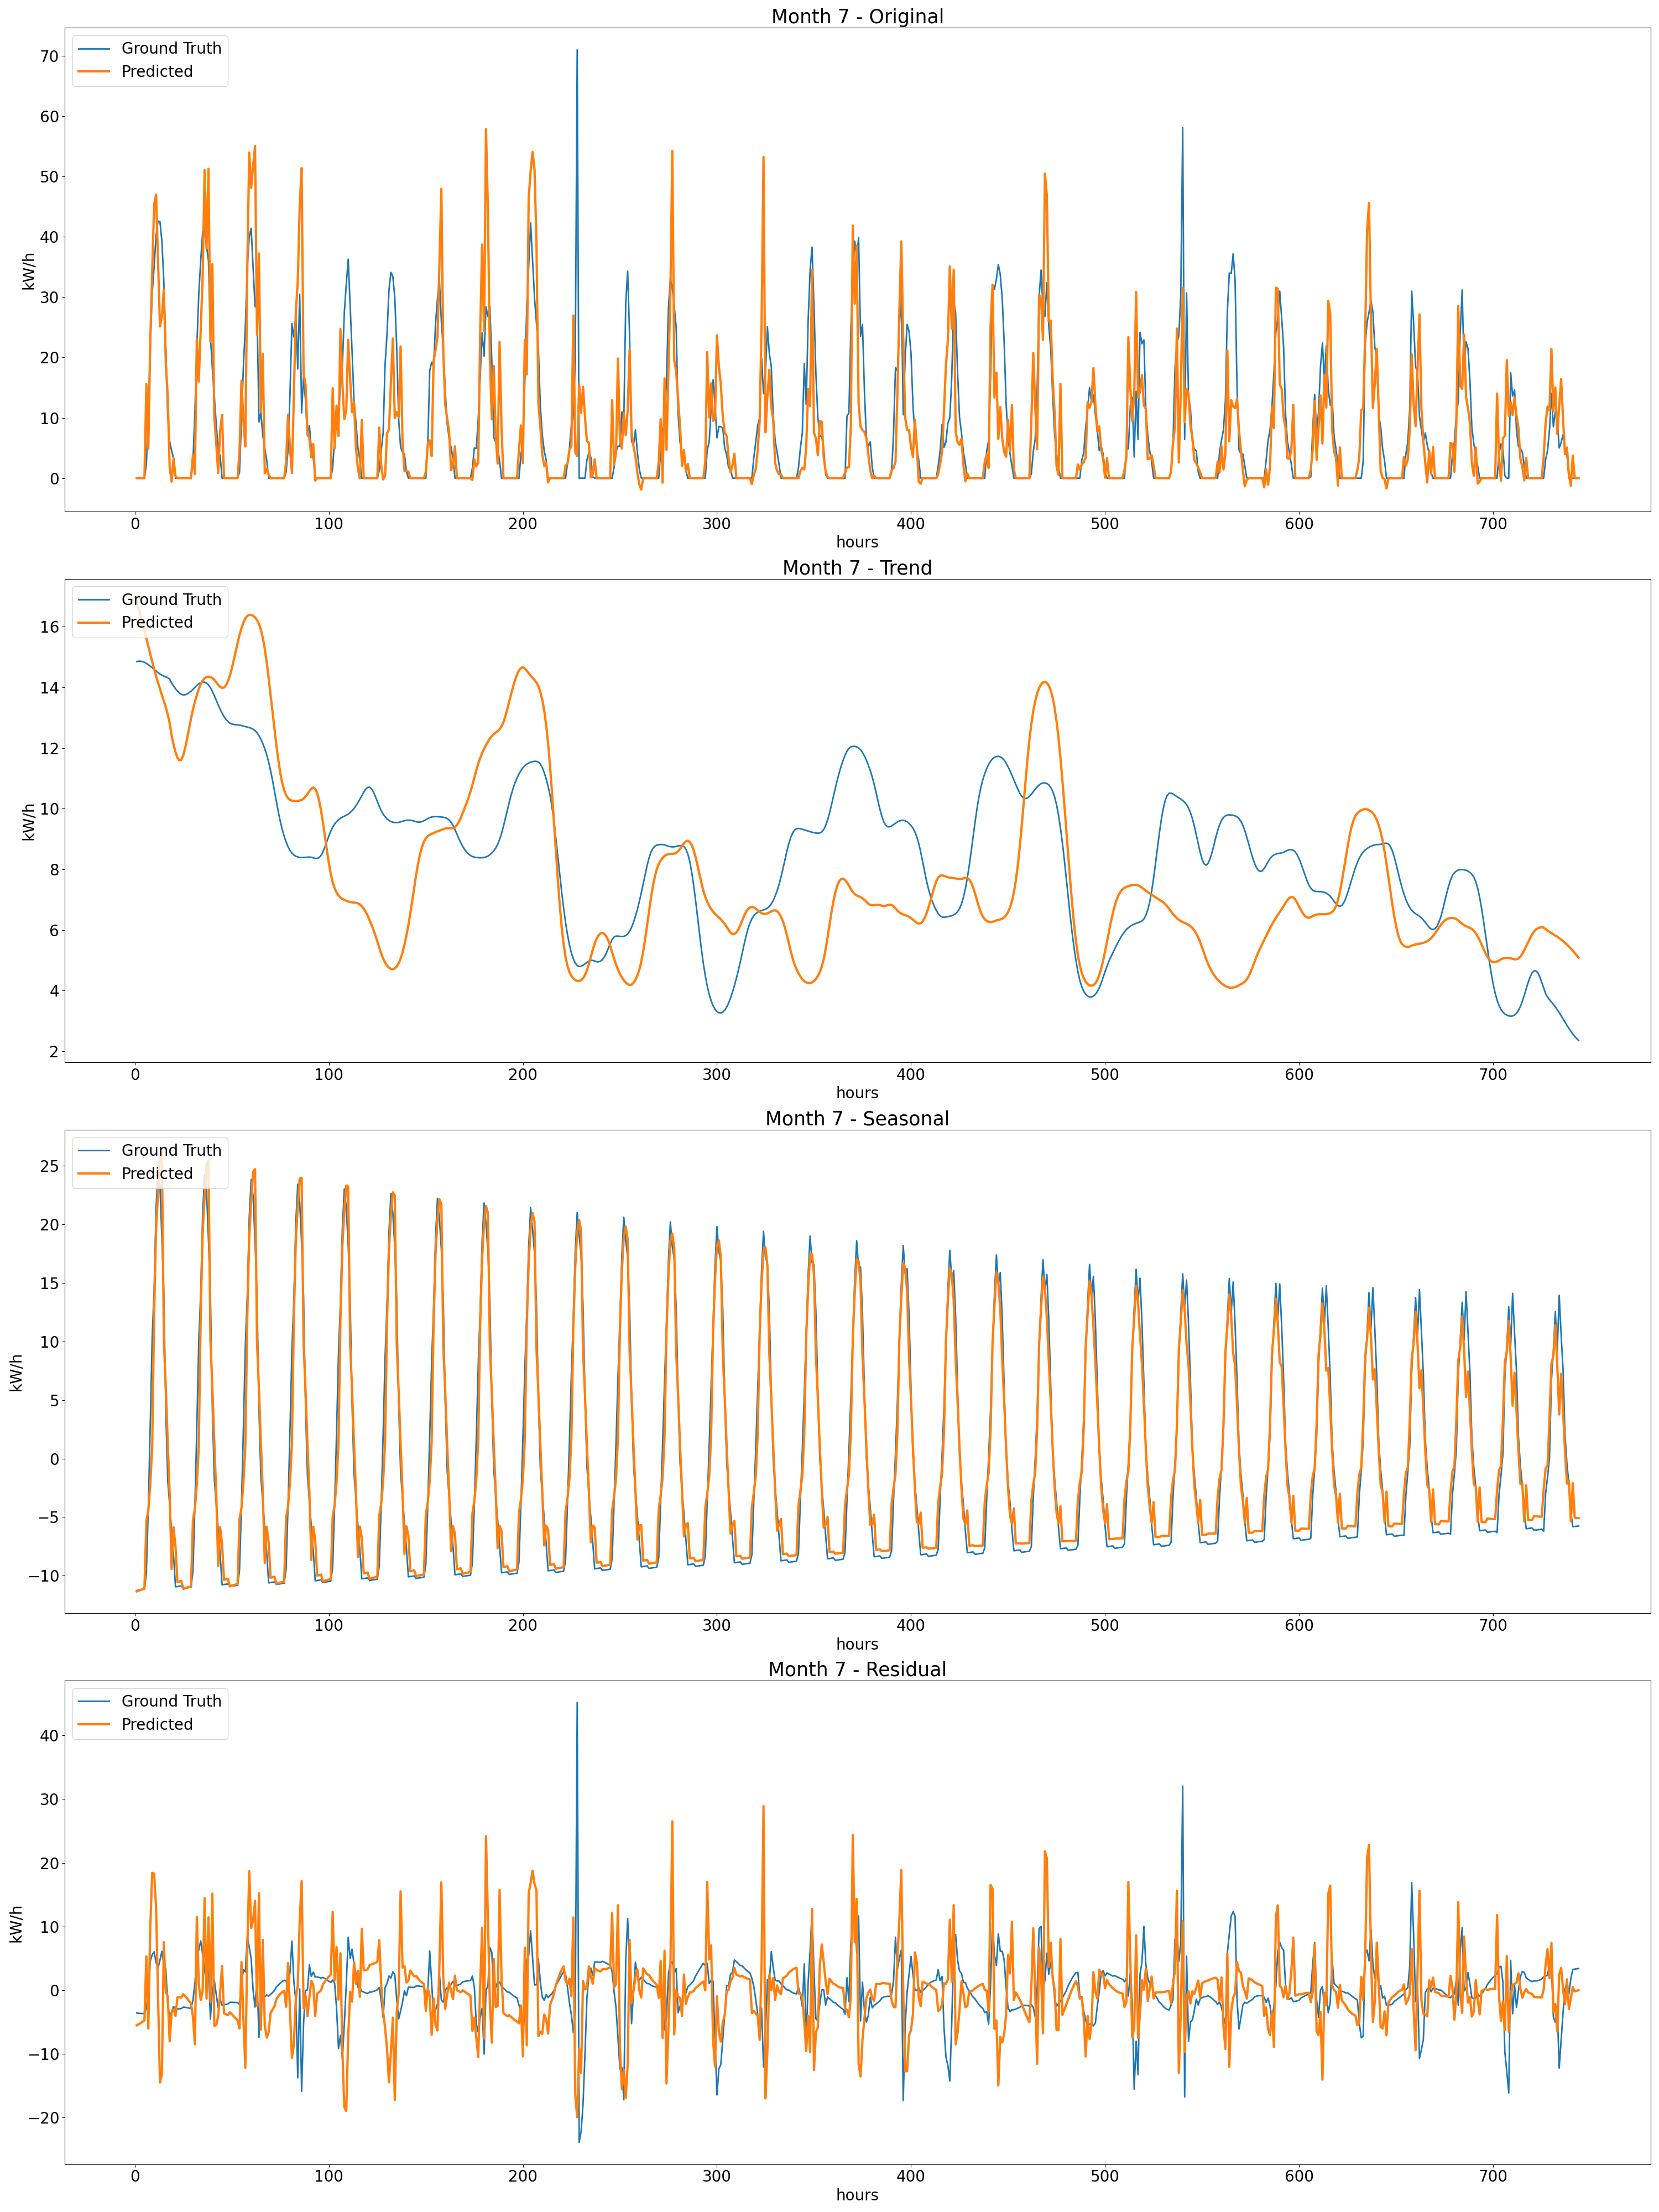 Month 7 - Original
Ground Truth
Predicted
70
60
50
40
30
20
10
0
kW/h
0 100 200 300 400 500 600 700
hours
Month 7 - Trend
Ground Truth
Predicted
16
14
12
10
8
6
4
2
kW/h
0 100 200 300 400 500 600 700
hours
Month 7 - Seasonal
Ground Truth
Predicted
25
20
15
10
5
0
−5
−10
kW/h
0 100 200 300 400 500 600 700
hours
Month 7 - Residual
Ground Truth
Predicted
40
30
20
10
0
−10
−20
kW/h
0 100 200 300 400 500 600 700
hours